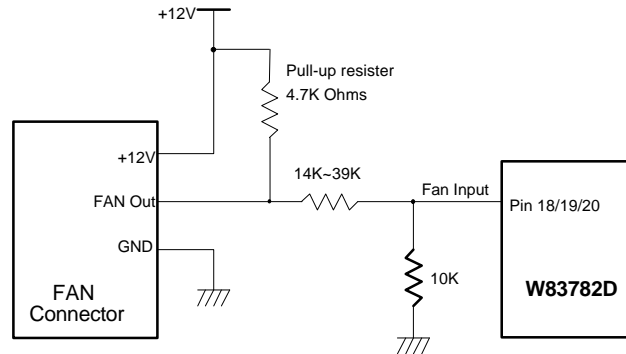 +12V
Pull-up resister
4.7K Ohms
+12V
14K~39K
Fan Input
FAN Out
Pin 18/19/20
GND
10K
W83782D
FAN
Connector